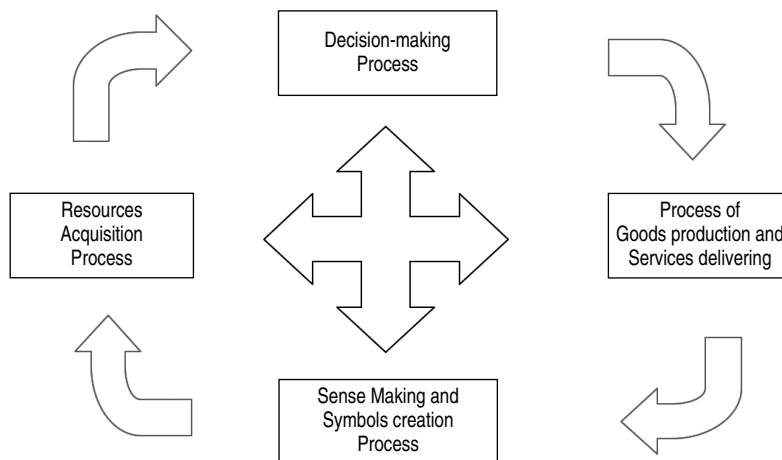 Decision-making
Process
Resources
Acquisition
Process
Process of
Goods production and
Services delivering
Sense Making and
Symbols creation
Process